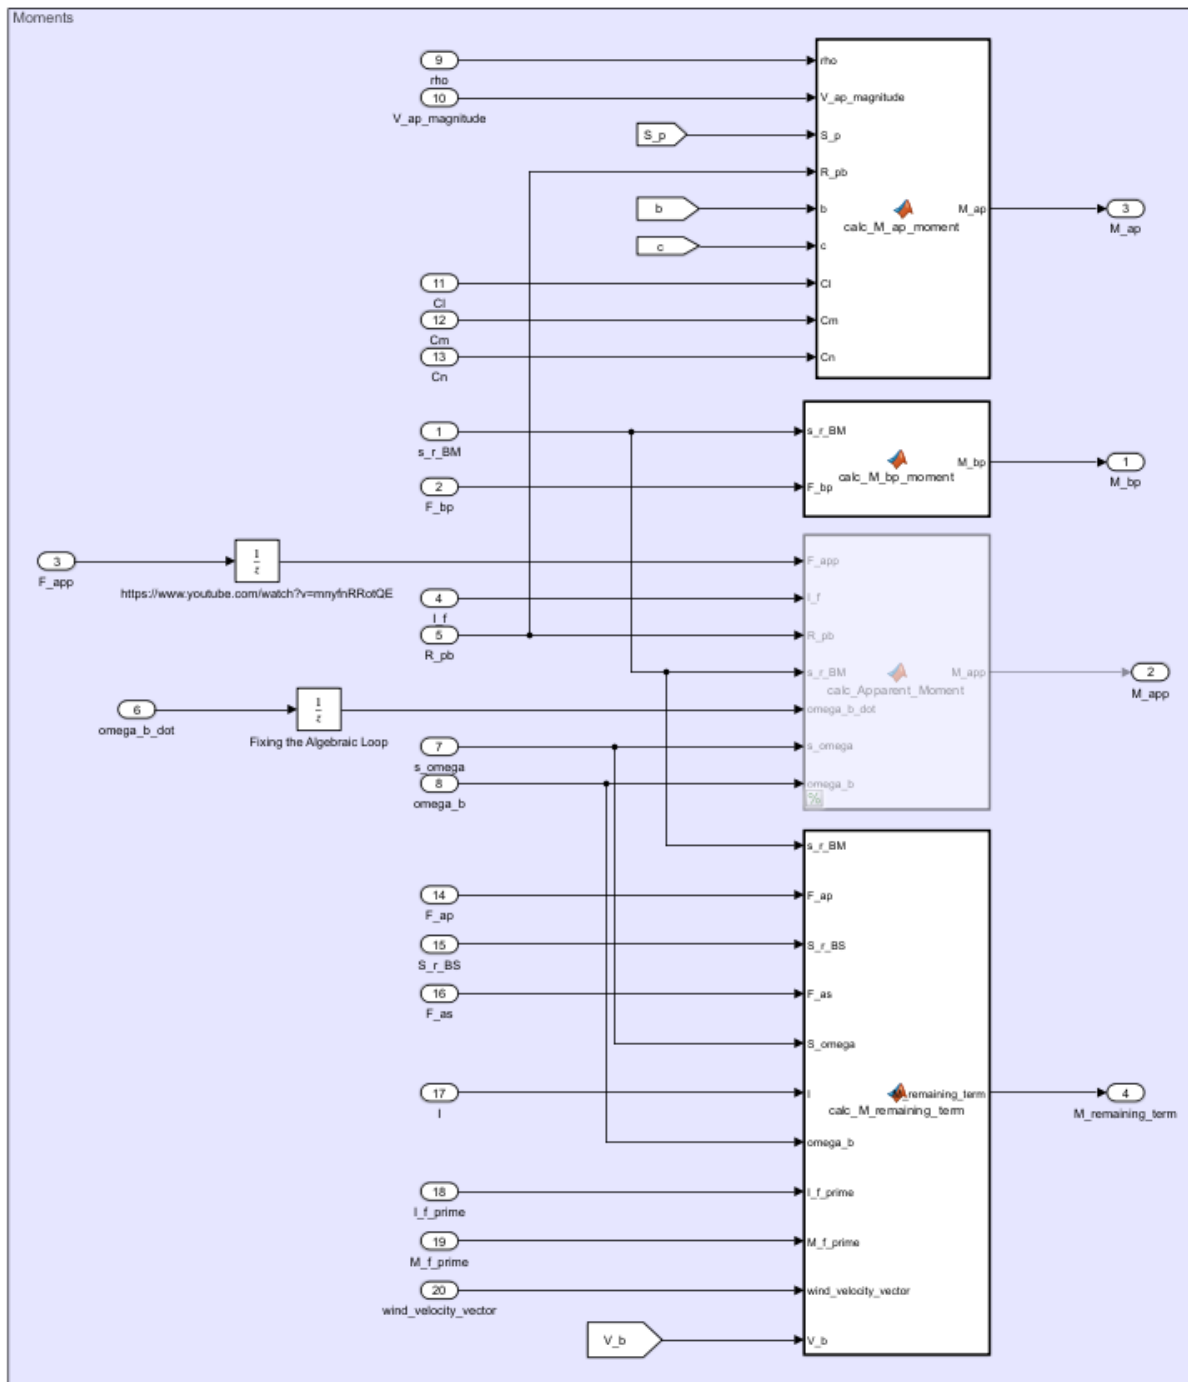 Moments
9
rho
rho
10
V_ap_magnitude
V_ap_magnitude
S_p
S_p
R_pb
b
b
M_ap
calc_M_ap_moment
3
M_ap
c
c
11
Cl
Cl
12
Cm
Cm
13
Cn
Cn
1
s_r_BM
s_r_BM
M_bp
calc_M_bp_moment
1
M_bp
2
F_bp
F_bp
3
F_app
1
z
https://www.youtube.com/watch?v=mnyfnRRotQE
F_app
4
I_f
I_f
5
R_pb
R_pb
s_r_BM
M_app
calc_Apparent_Moment
2
M_app
6
omega_b_dot
1
z
Fixing the Algebraic Loop
omega_b_dot
7
s_omega
s_omega
8
omega_b
omega_b
%
s_r_BM
14
F_ap
F_ap
15
S_r_BS
S_r_BS
16
F_as
F_as
S_omega
17
I
I
_remaining_term
calc_M_remaining_term
4
M_remaining_term
omega_b
18
I_f_prime
I_f_prime
19
M_f_prime
M_f_prime
20
wind_velocity_vector
wind_velocity_vector
V_b
V_b